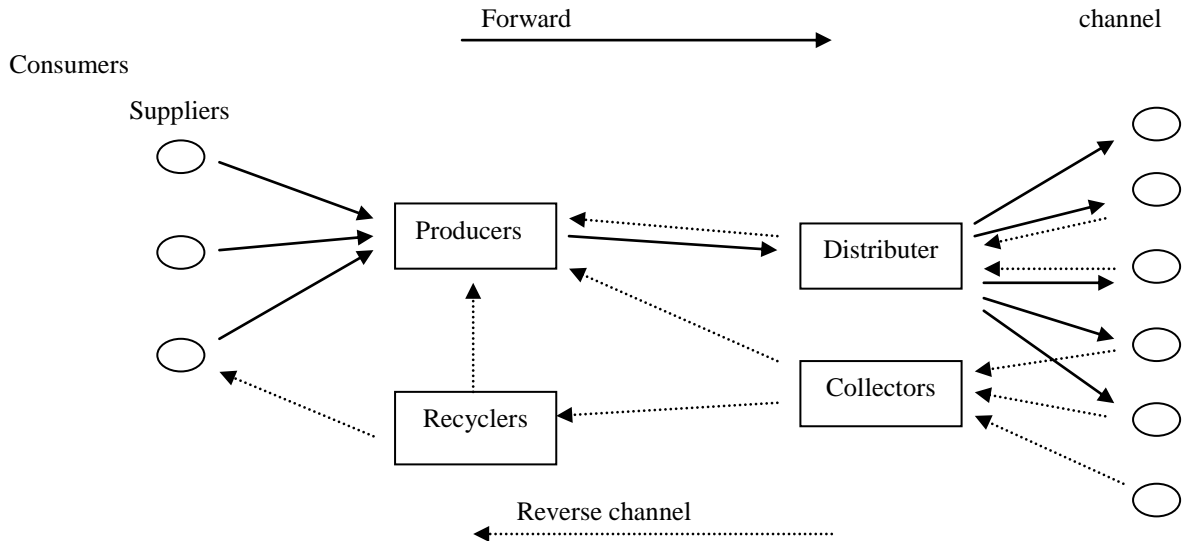 Forward channel
Consumers
Suppliers
Producers
Distributer
Collectors
Recyclers
Reverse channel